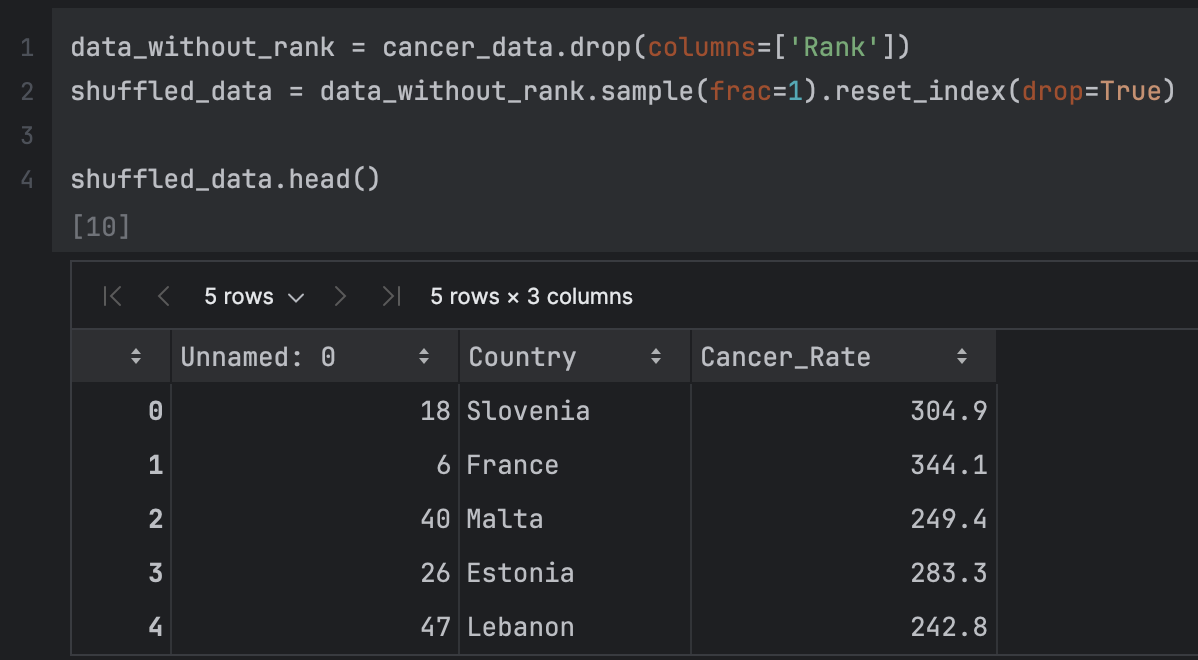 1 data_without_rank = cancer_data.drop(columns=['Rank'])
2 shuffled_data = data_without_rank.sample(frac=1).reset_index(drop=True)
3
4 shuffled_data.head()
[10]
5 rows 5 rows × 3 columns
Unnamed: 0 Country Cancer_Rate
0 18 Slovenia 304.9
1 6 France 344.1
2 40 Malta 249.4
3 26 Estonia 283.3
4 47 Lebanon 242.8